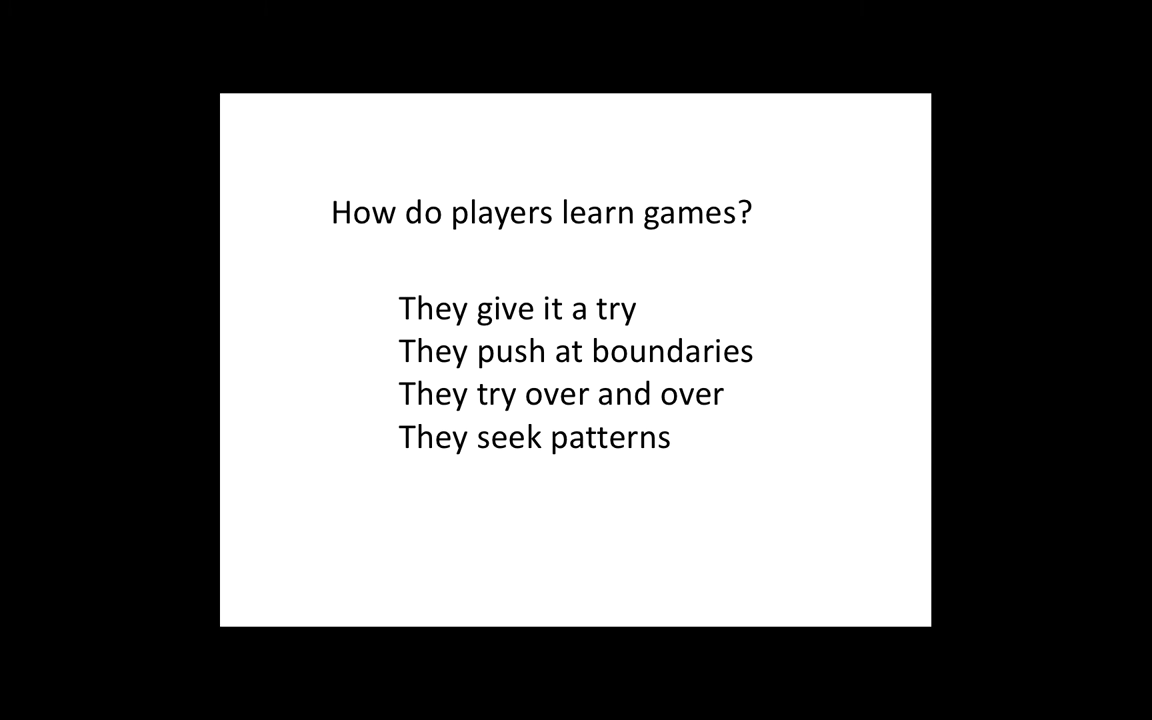 How do players learn games?
They give it a try
They push at boundaries
They try over and over
They seek patterns